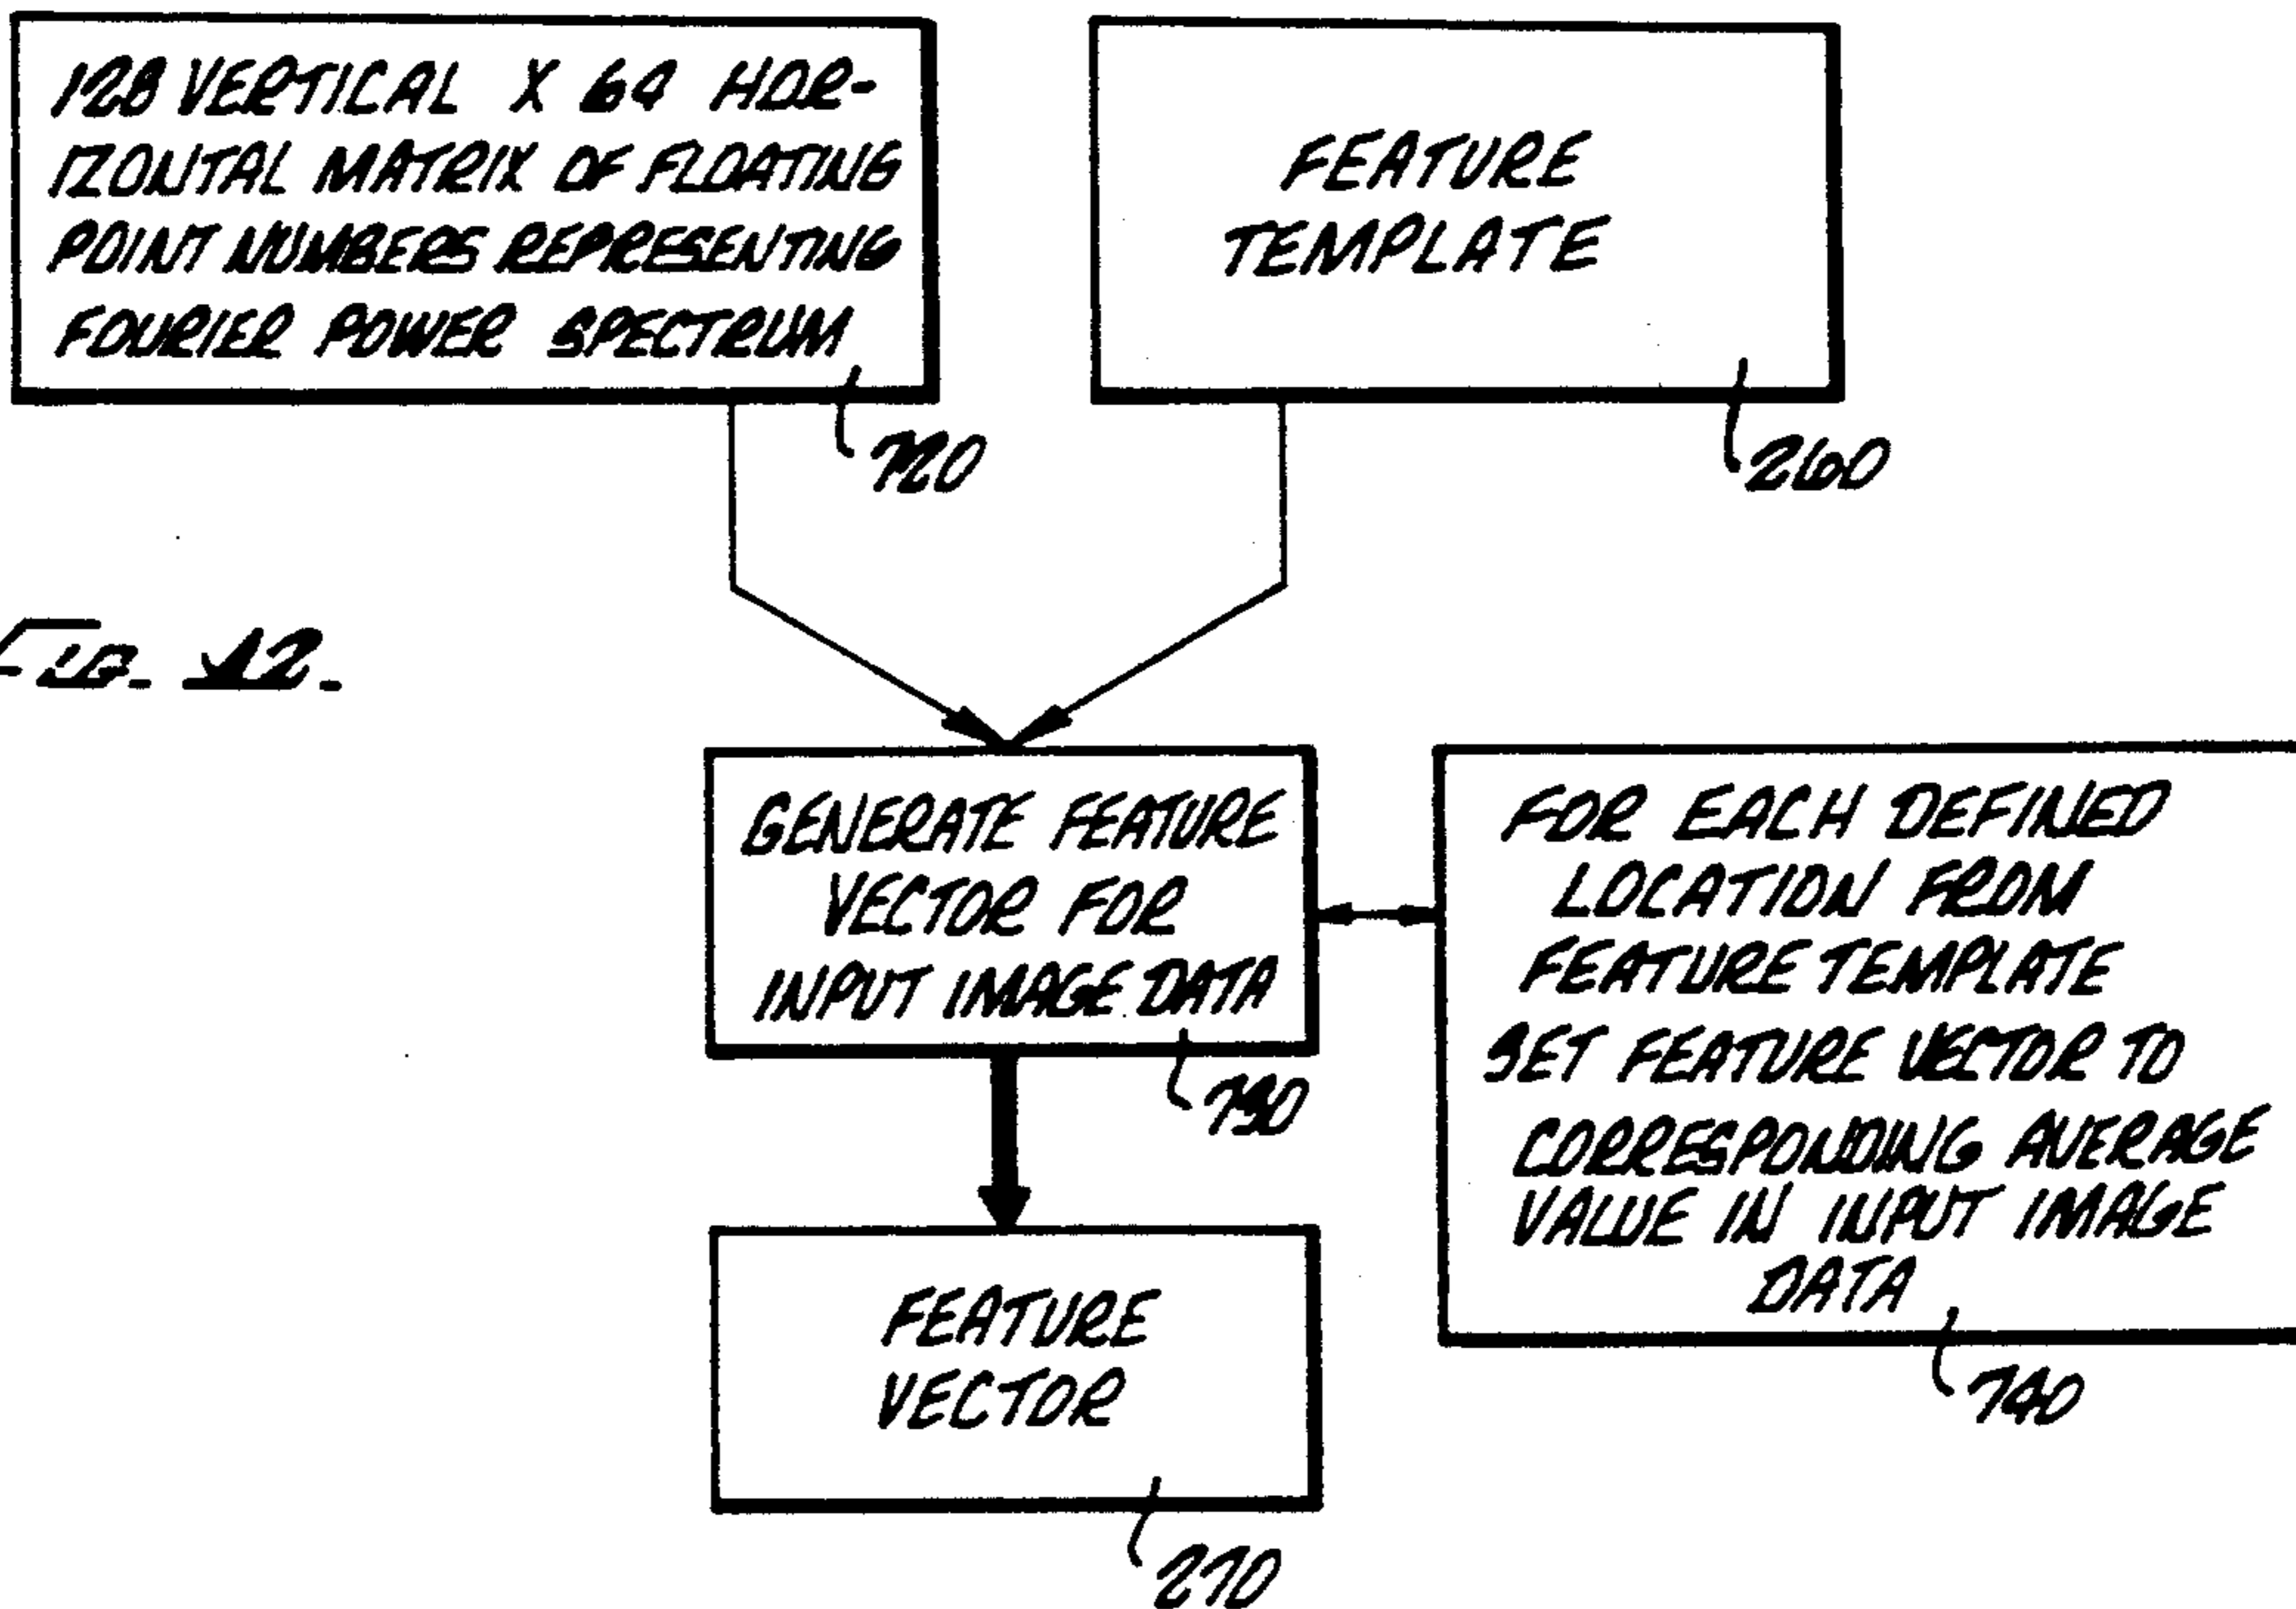 128 VERTICAL X 64 HOR-
IZONTAL MATRIX OF FLOATING
POINT NUMBERS REPRESENTING
FOURIER POWER SPECTRUM
720
FEATURE
TEMPLATE
260
FIG. 12.
GENERATE FEATURE
VECTOR FOR
INPUT IMAGE DATA
730
FOR EACH DEFINED
LOCATION FROM
FEATURE TEMPLATE
SET FEATURE VECTOR TO
CORRESPONDING AVERAGE
VALUE IN INPUT IMAGE
DATA
740
FEATURE
VECTOR
270